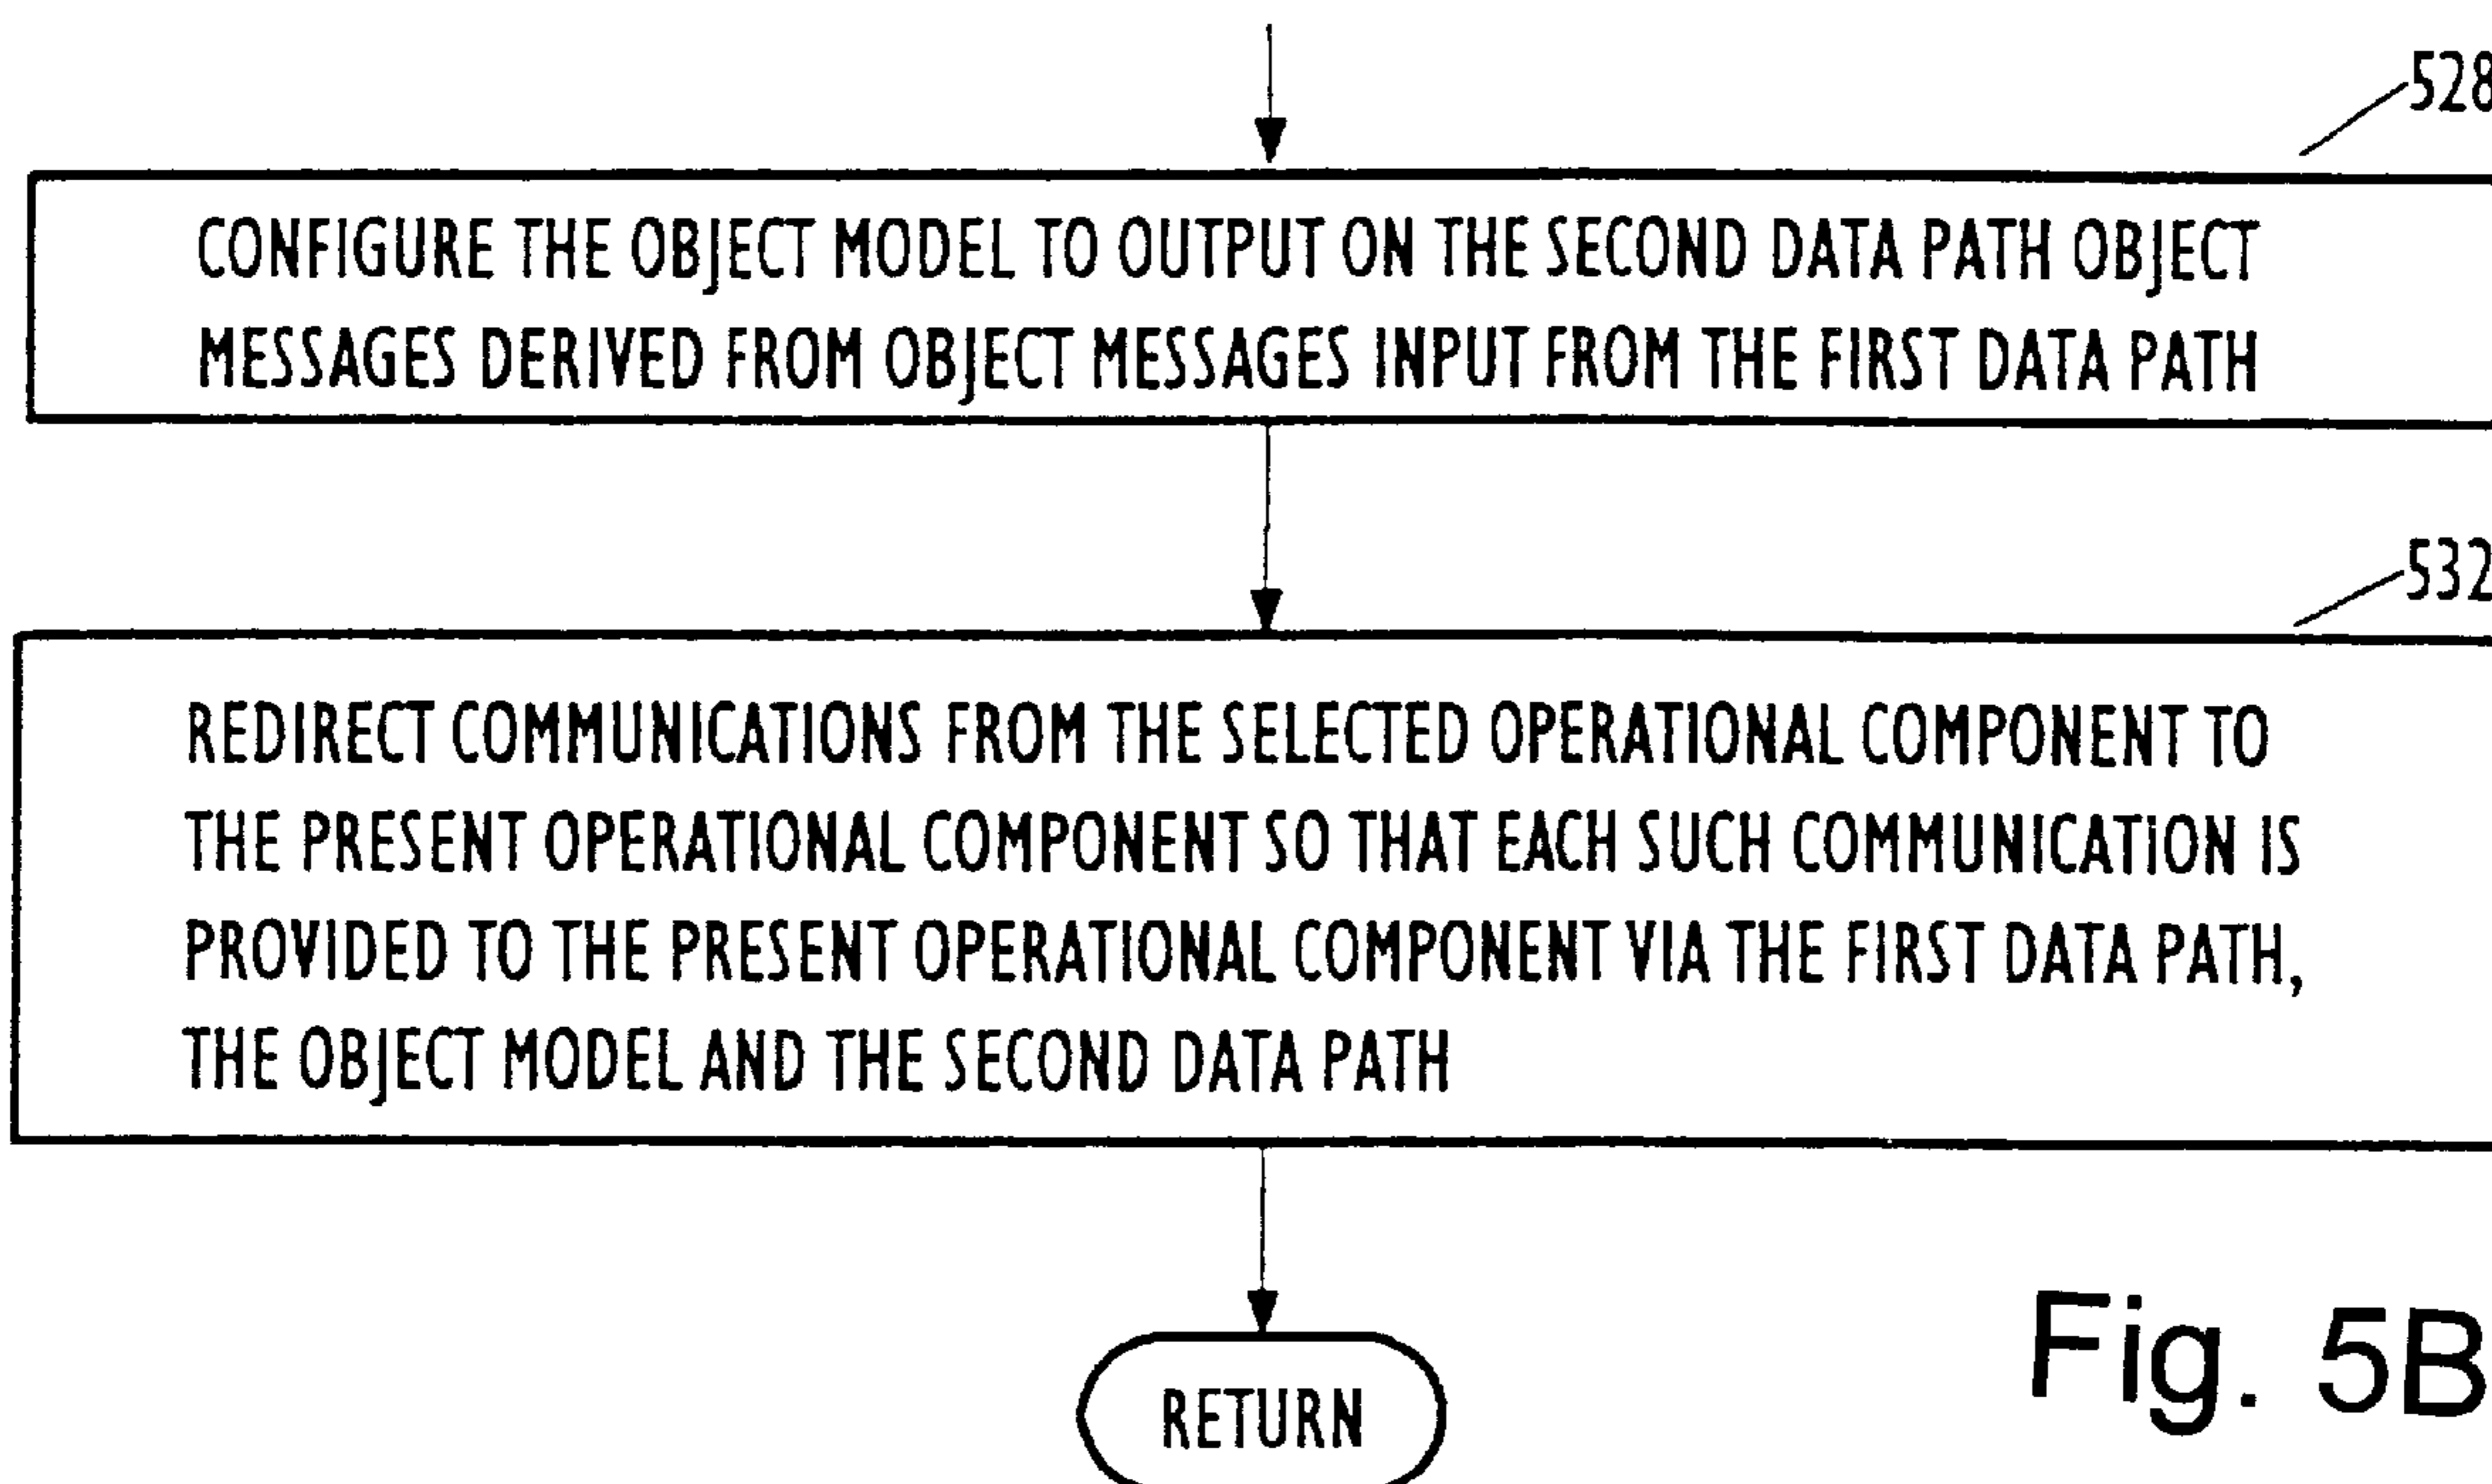 528
CONFIGURE THE OBJECT MODEL TO OUTPUT ON THE SECOND DATA PATH OBJECT
MESSAGES DERIVED FROM OBJECT MESSAGES INPUT FROM THE FIRST DATA PATH
532
REDIRECT COMMUNICATIONS FROM THE SELECTED OPERATIONAL COMPONENT TO
THE PRESENT OPERATIONAL COMPONENT SO THAT EACH SUCH COMMUNICATION IS
PROVIDED TO THE PRESENT OPERATIONAL COMPONENT VIA THE FIRST DATA PATH,
THE OBJECT MODEL AND THE SECOND DATA PATH
RETURN
Fig. 5B